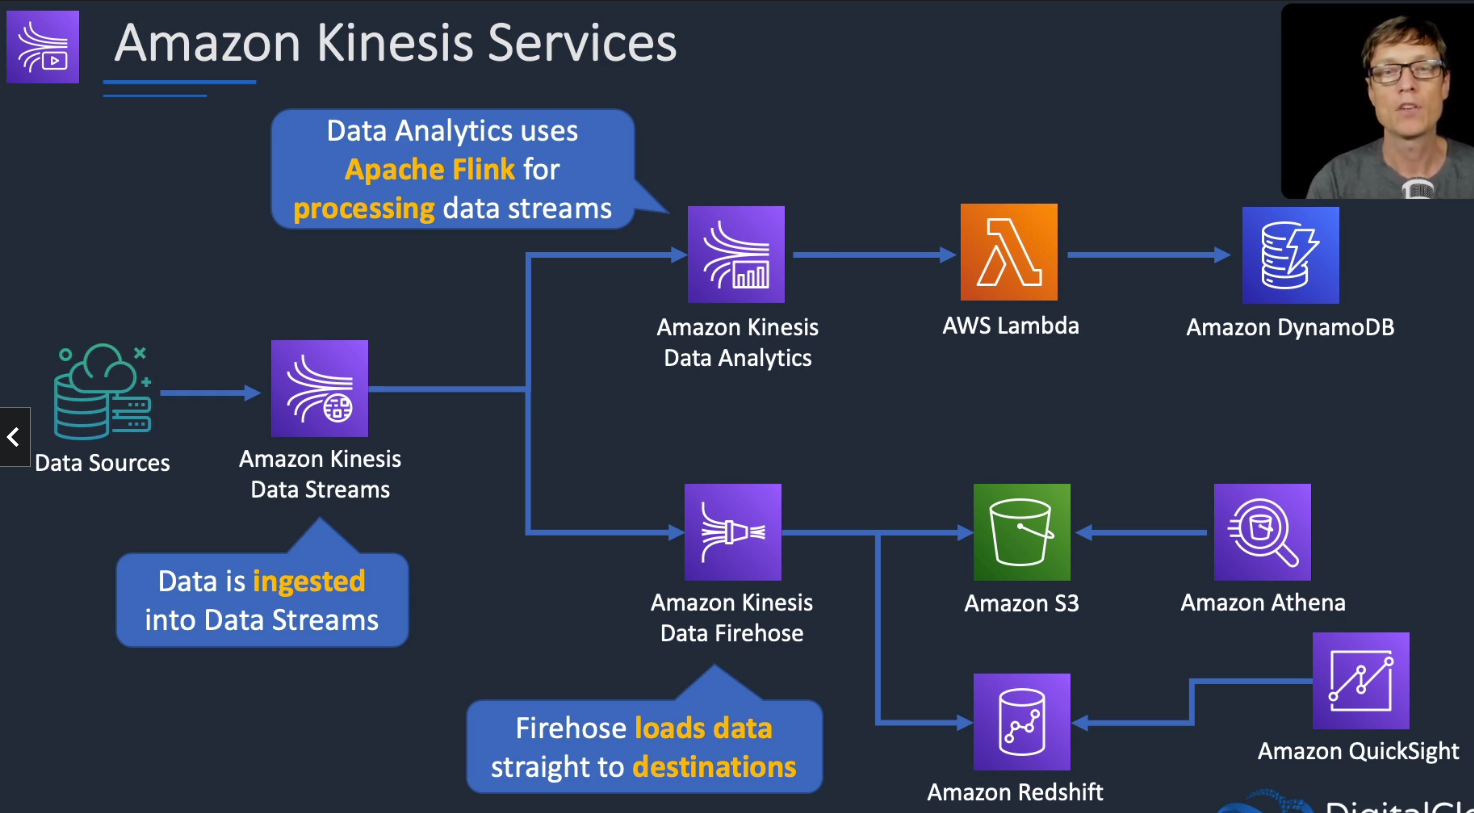 Amazon Kinesis Services
Data Analytics uses
Apache Flink for
processing data streams
Amazon Kinesis
Data Analytics
AWS Lambda
Amazon DynamoDB
Data Sources
Amazon Kinesis
Data Streams
Data is ingested
into Data Streams
Amazon Kinesis
Data Firehose
Amazon S3
Amazon Athena
Firehose loads data
straight to destinations
Amazon Redshift
Amazon QuickSight